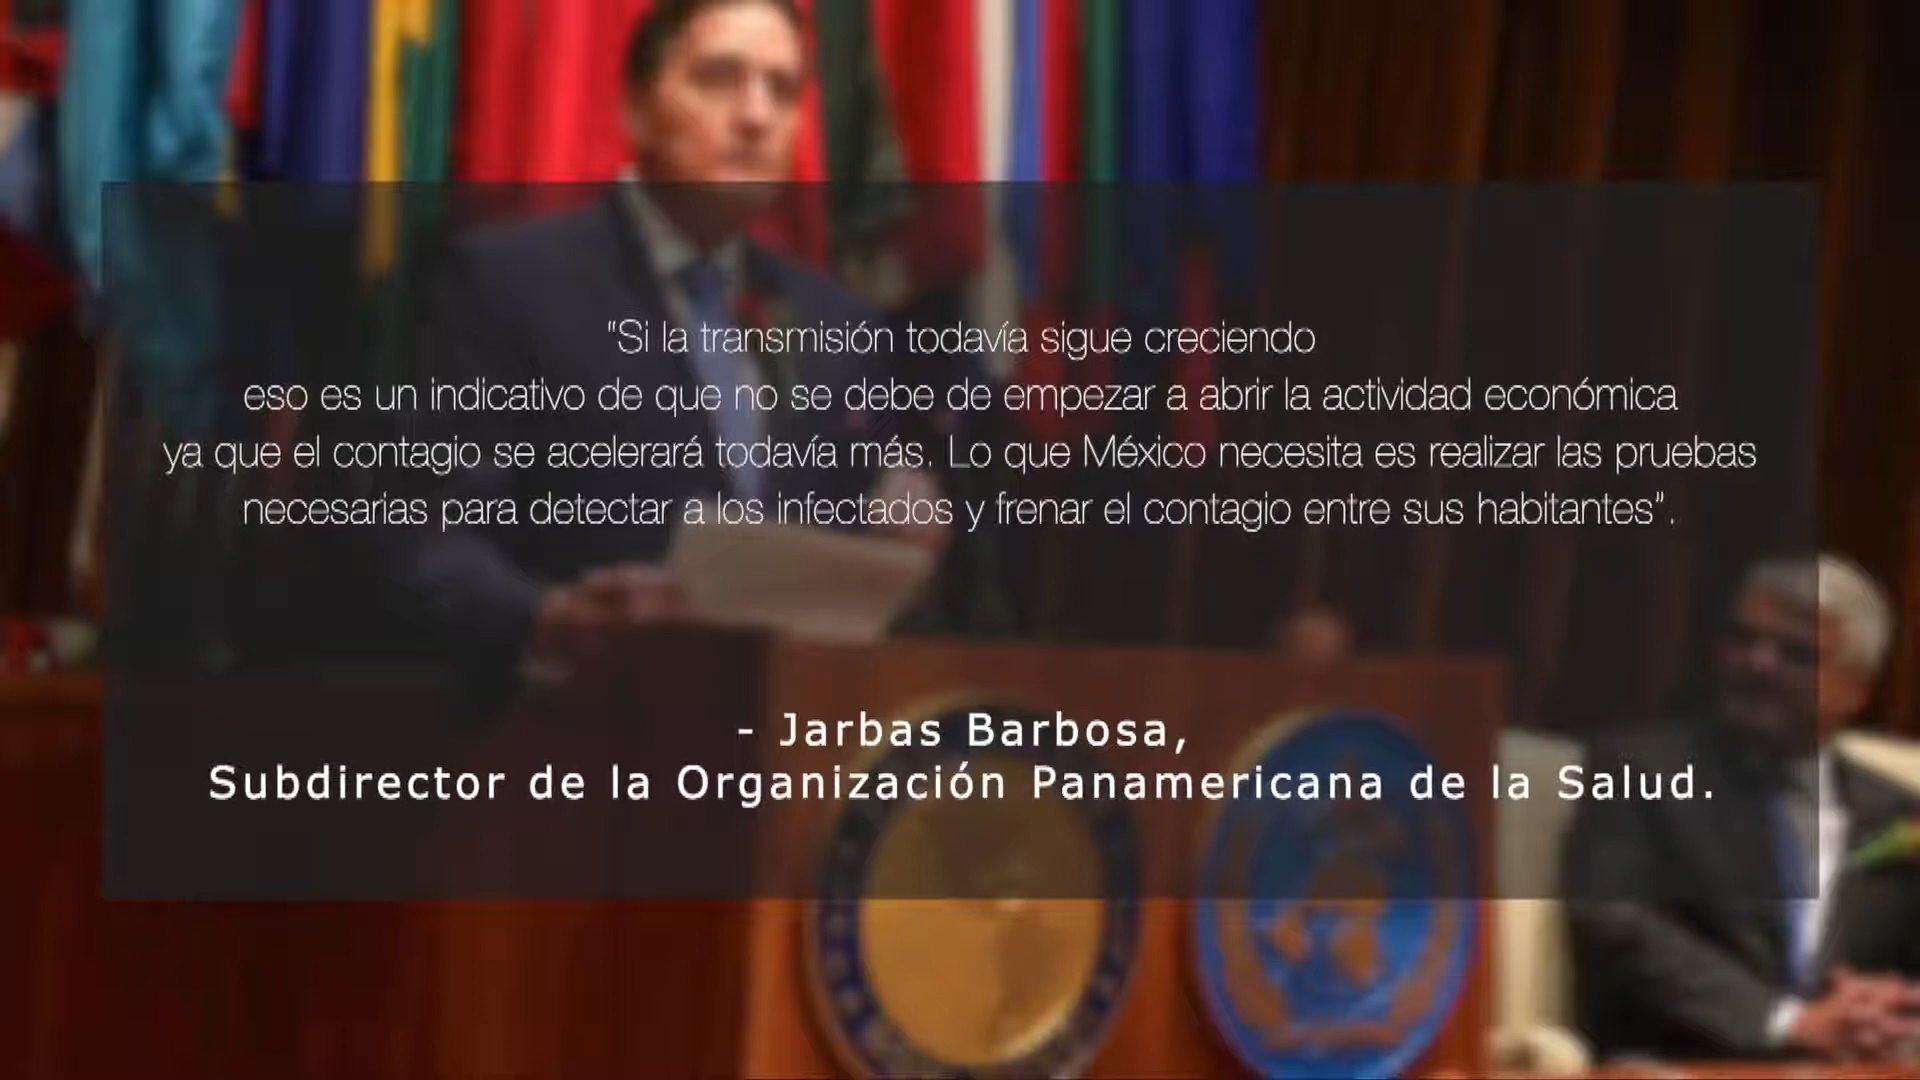 "Si la transmisión todavía sigue creciendo
eso es un indicativo de que no se debe de empezar a abrir la actividad económica
ya que el contagio se acelerará todavía más. Lo que México necesita es realizar las pruebas
necesarias para detectar a los infectados y frenar el contagio entre sus habitantes".
- Jarbas Barbosa,
Subdirector de la Organización Panamericana de la Salud.